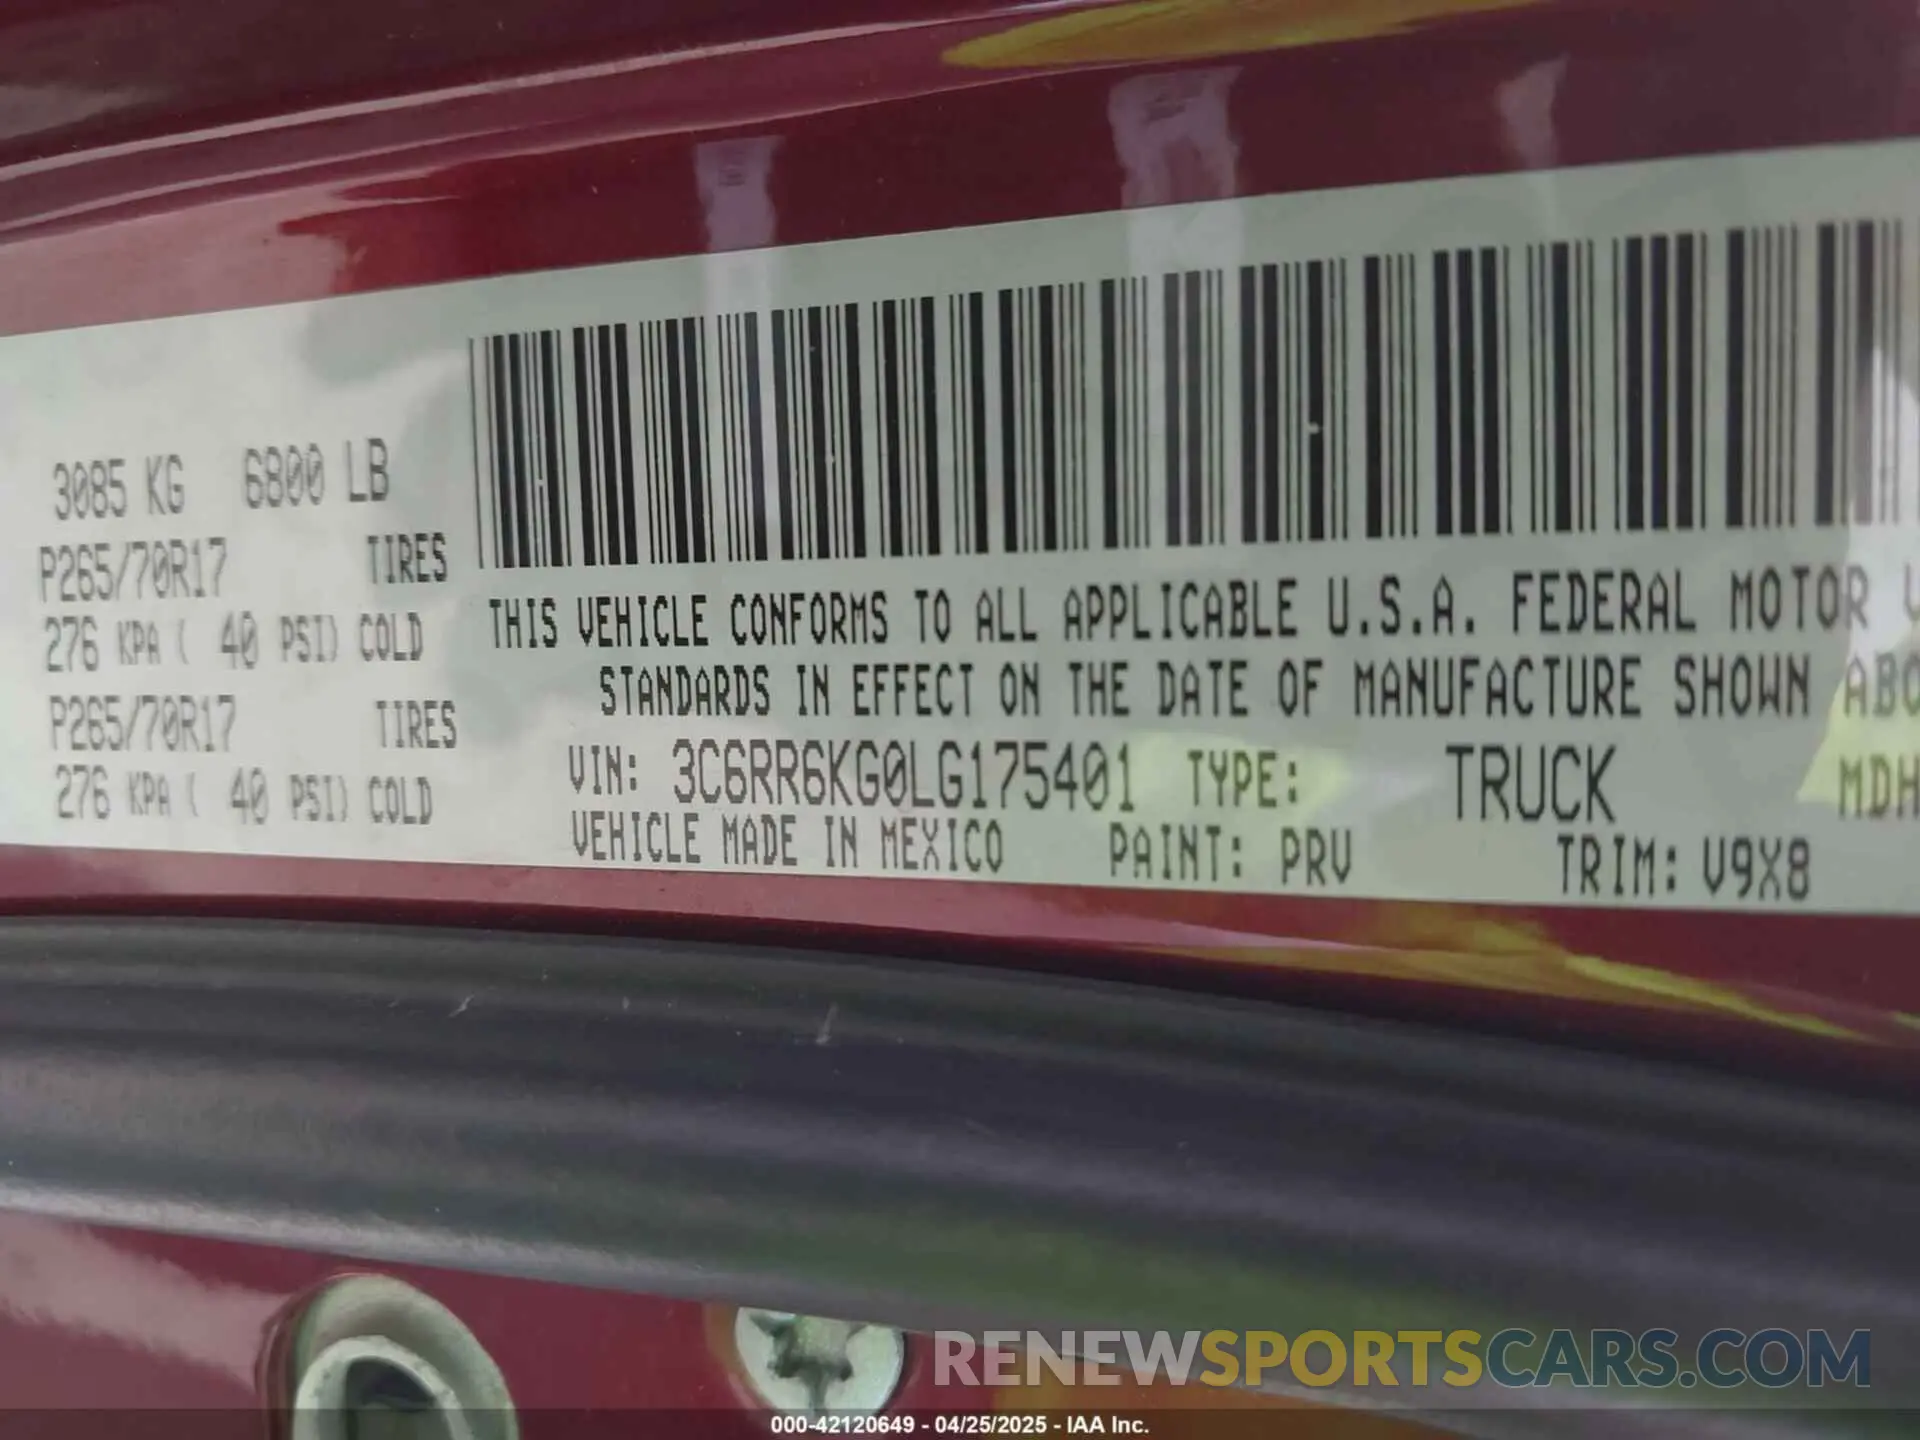 3085 KG 6800 LB
P265/70R17 TIRES
276 KPA ( 40 PSI) COLD
P265/70R17 TIRES
276 KPA ( 40 PSI) COLD
THIS VEHICLE CONFORMS TO ALL APPLICABLE U.S.A. FEDERAL MOTOR
STANDARDS IN EFFECT ON THE DATE OF MANUFACTURE SHOWN ABO
VIN: 3C6RR6KG0LG175401 TYPE: TRUCK MDH
VEHICLE MADE IN MEXICO PAINT: PRV TRIM: V9X8
RENEWSPORTSCARS.COM
000-42120649 - 04/25/2025 - IAA Inc.